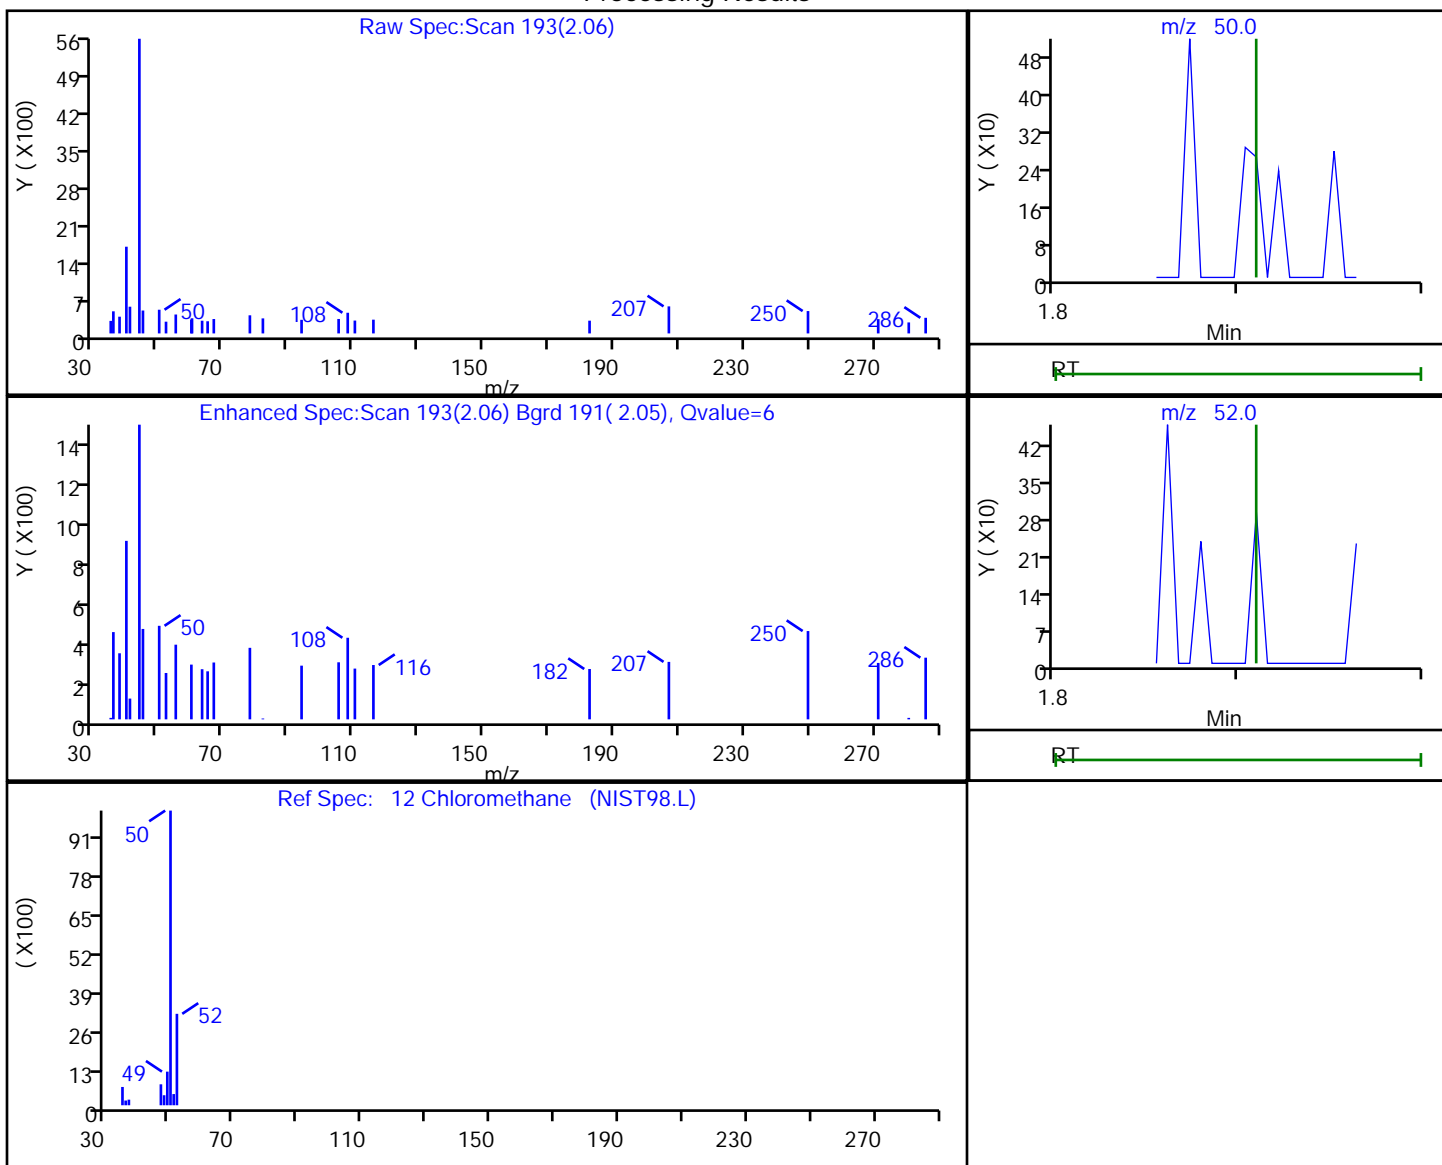 Processing Results
Raw Spec:Scan 193(2.06)
Y ( X100)
56
49
42
35
28
21
14
7
0
50
108
207
250
286
30 70 110 150 190 230 270
m/z
m/z 50.0
Y ( X10)
48
40
32
24
16
8
0
1.8
Min
RT
Enhanced Spec:Scan 193(2.06) Bgrd 191( 2.05), Qvalue=6
Y ( X100)
14
12
10
8
6
4
2
0
50
108
116
182
207
250
286
30 70 110 150 190 230 270
m/z
m/z 52.0
Y ( X10)
42
35
28
21
14
7
0
1.8
Min
RT
Ref Spec: 12 Chloromethane (NIST98.L)
( X100)
91
78
65
52
39
26
13
0
50
52
49
30 70 110 150 190 230 270